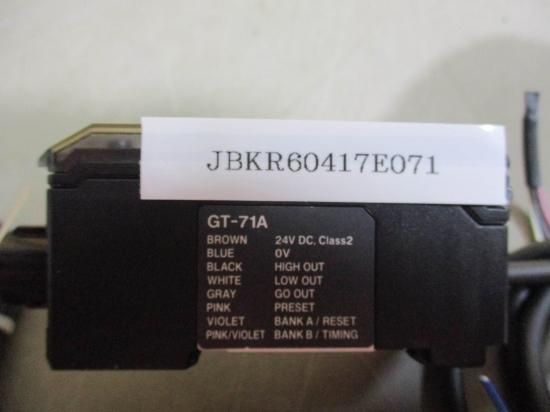 JBKR60417E071
GT-71A
BROWN 24V DC, Class2
BLUE 0V
BLACK HIGH OUT
WHITE LOW OUT
GRAY GO OUT
PINK PRESET
VIOLET BANK A / RESET
PINK/VIOLET BANK B / TIMING